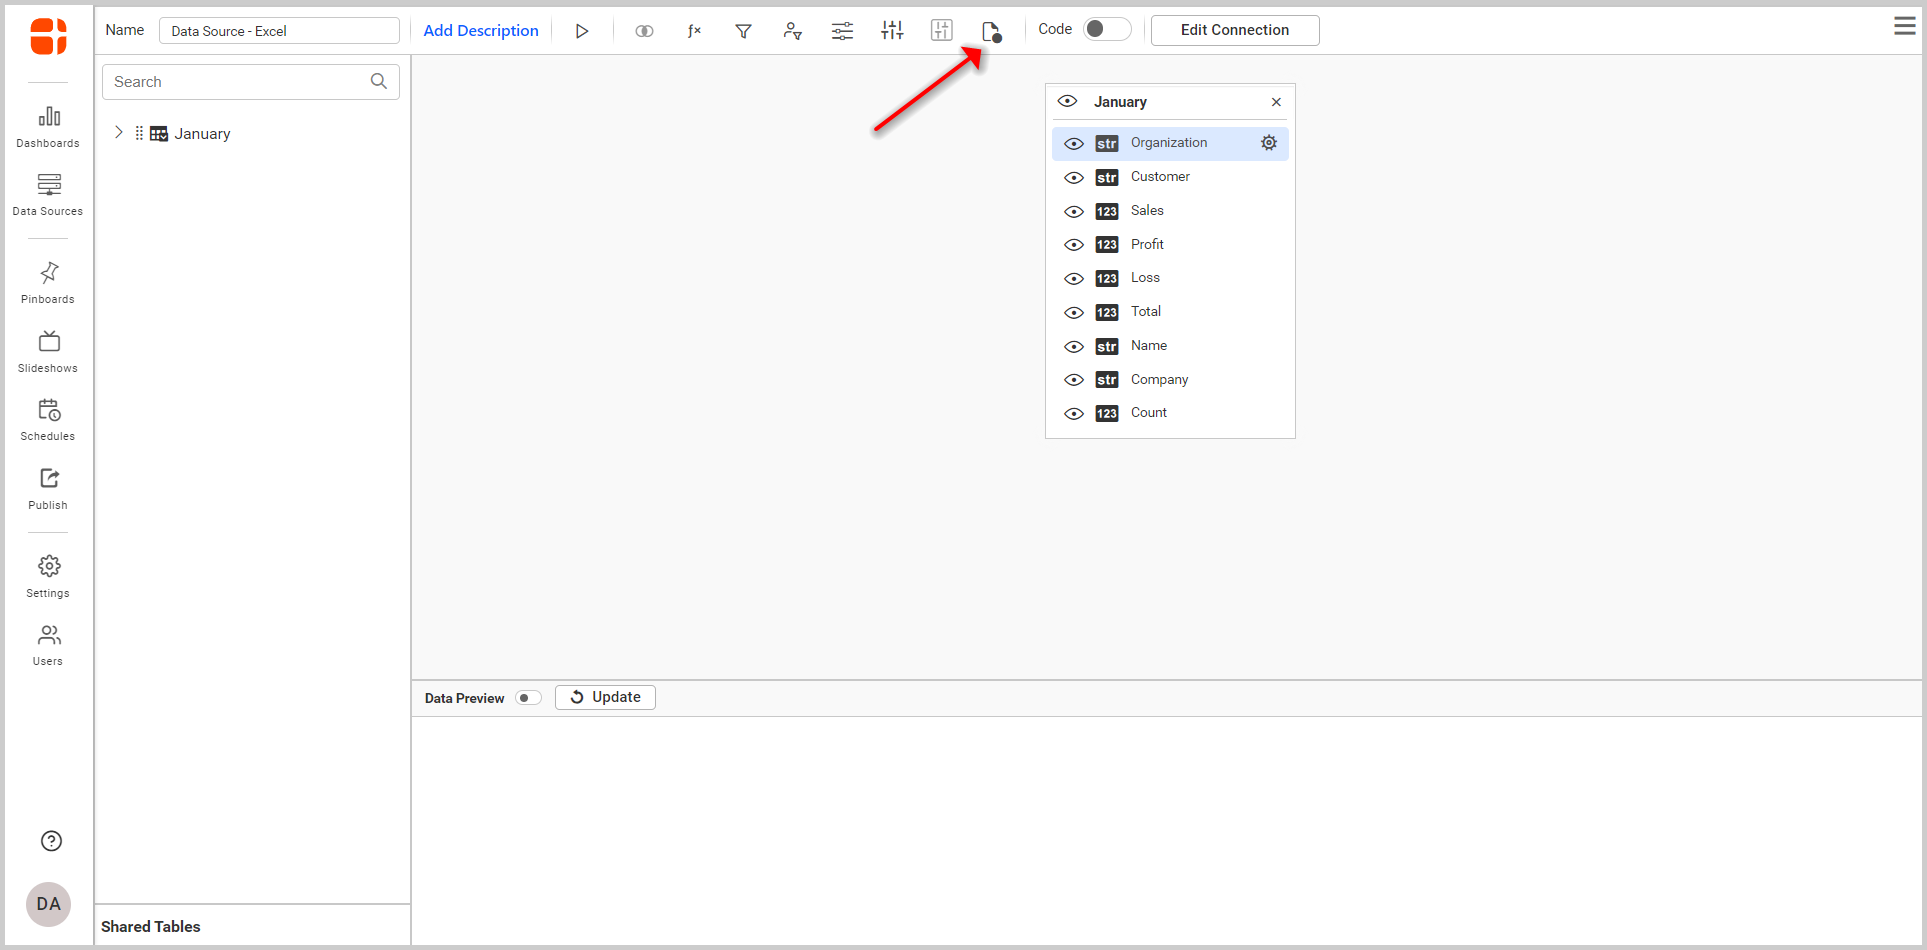 Name
Data Source - Excel
Add Description
fx
Code
Edit Connection
Dashboards
Data Sources
Pinboards
Slideshows
Schedules
Publish
Settings
Users
DA
Search
January
Shared Tables
January
str Organization
str Customer
123 Sales
123 Profit
123 Loss
123 Total
str Name
str Company
123 Count
Data Preview
Update